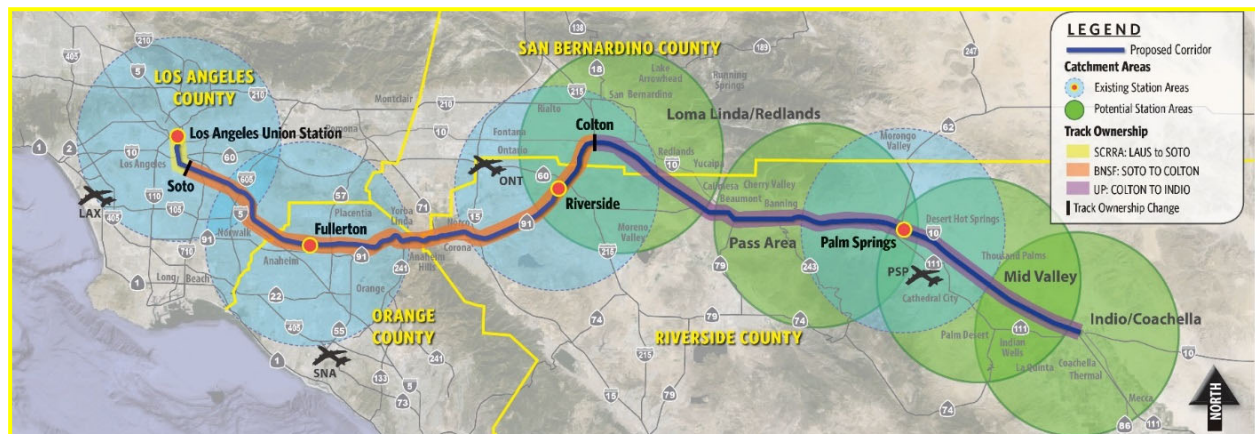 LOS ANGELES
COUNTY
SAN BERNARDINO COUNTY
ORANGE
COUNTY
RIVERSIDE COUNTY
Los Angeles Union Station
Soto
Fullerton
Riverside
Colton
Palm Springs
Loma Linda/Redlands
Pass Area
Mid Valley
Indio/Coachella
LAX
SNA
ONT
PSP
Montclair
Los Angeles
Norwalk
Long Beach
Anaheim
Placentia
Yorba
Linda
Anaheim
Hills
Orange
Corona
Fontana
Ontario
Rialto
San Bernardino
Lake
Arrowhead
Running
Springs
Redlands
Yucaipa
Calimesa
Cherry Valley
Beaumont
Banning
Moreno
Valley
Morongo
Valley
Desert Hot Springs
Thousand Palms
Cathedral City
Palm Desert
Indian
Wells
La Quinta
Coachella
Thermal
Mecca
LEGEND
Proposed Corridor
Catchment Areas
Existing Station Areas
Potential Station Areas
Track Ownership
SCRRA: LAUS to SOTO
BNSF: SOTO TO COLTON
UP: COLTON TO INDIO
Track Ownership Change
NORTH